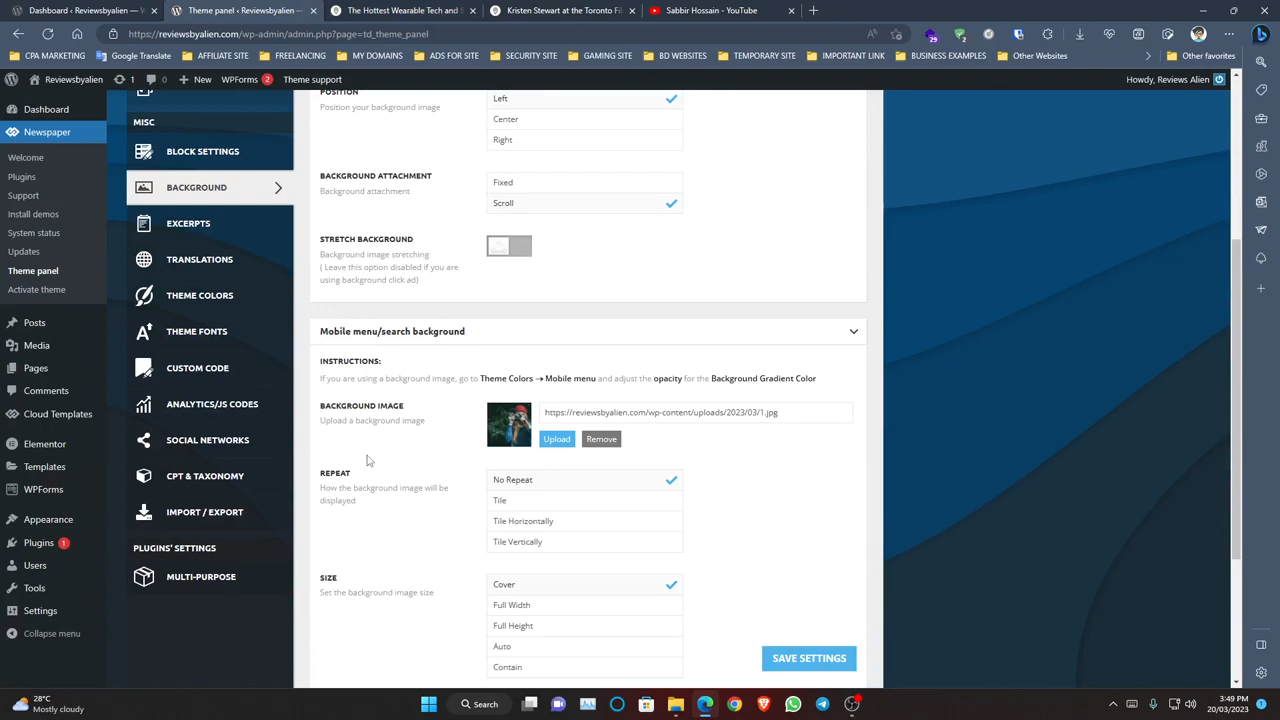 Reviewsbyalien — WordPress
Theme panel ‹ Reviewsbyalien — W
The Hottest Wearable Tech and S
Kristen Stewart at the Toronto Fil
Sabbir Hossain - YouTube
https://reviewsbyalien.com/wp-admin/admin.php?page=td_theme_panel
CPA MARKETING
Google Chrome
AFFILIATE SITE
FREELANCING
MY DOMAINS
ADS FOR SITE
SECURITY SITE
GAMING SITE
BD WEBSITES
TEMPORARY SITE
IMPORTANT LINK
BUSINESS EXAMPLES
Other Websites
Other favorites
Reviewsbyalien
1
0
New
WPForms 2
Theme support
Howdy, Reviews Alien
Dashboard
Newspaper
Welcome
Plugins
Support
Install demos
System status
Updates
Theme panel
Activate theme
Posts
Media
Pages
Comments
Cloud Templates
Elementor
Templates
WPForms
Appearance
Plugins 1
Users
Tools
Settings
Collapse menu
MISC
BLOCK SETTINGS
BACKGROUND
EXCERPTS
TRANSLATIONS
THEME COLORS
THEME FONTS
CUSTOM CODE
ANALYTICS/JS CODES
SOCIAL NETWORKS
CPT & TAXONOMY
IMPORT / EXPORT
PLUGINS' SETTINGS
MULTI-PURPOSE
POSITION
Position your background image
Left
Center
Right
BACKGROUND ATTACHMENT
Background attachment
Fixed
Scroll
STRETCH BACKGROUND
Background image stretching
( Leave this option disabled if you are
using background click ad)
Mobile menu/search background
INSTRUCTIONS:
If you are using a background image, go to Theme Colors ➙ Mobile menu and adjust the opacity for the Background Gradient Color
BACKGROUND IMAGE
Upload a background image
https://reviewsbyalien.com/wp-content/uploads/2023/03/1.jpg
Upload
Remove
REPEAT
How the background image will be
displayed
No Repeat
Tile
Tile Horizontally
Tile Vertically
SIZE
Set the background image size
Cover
Full Width
Full Height
Auto
Contain
SAVE SETTINGS
28°C
Mostly cloudy
Search
3:49 PM
20/03/2023